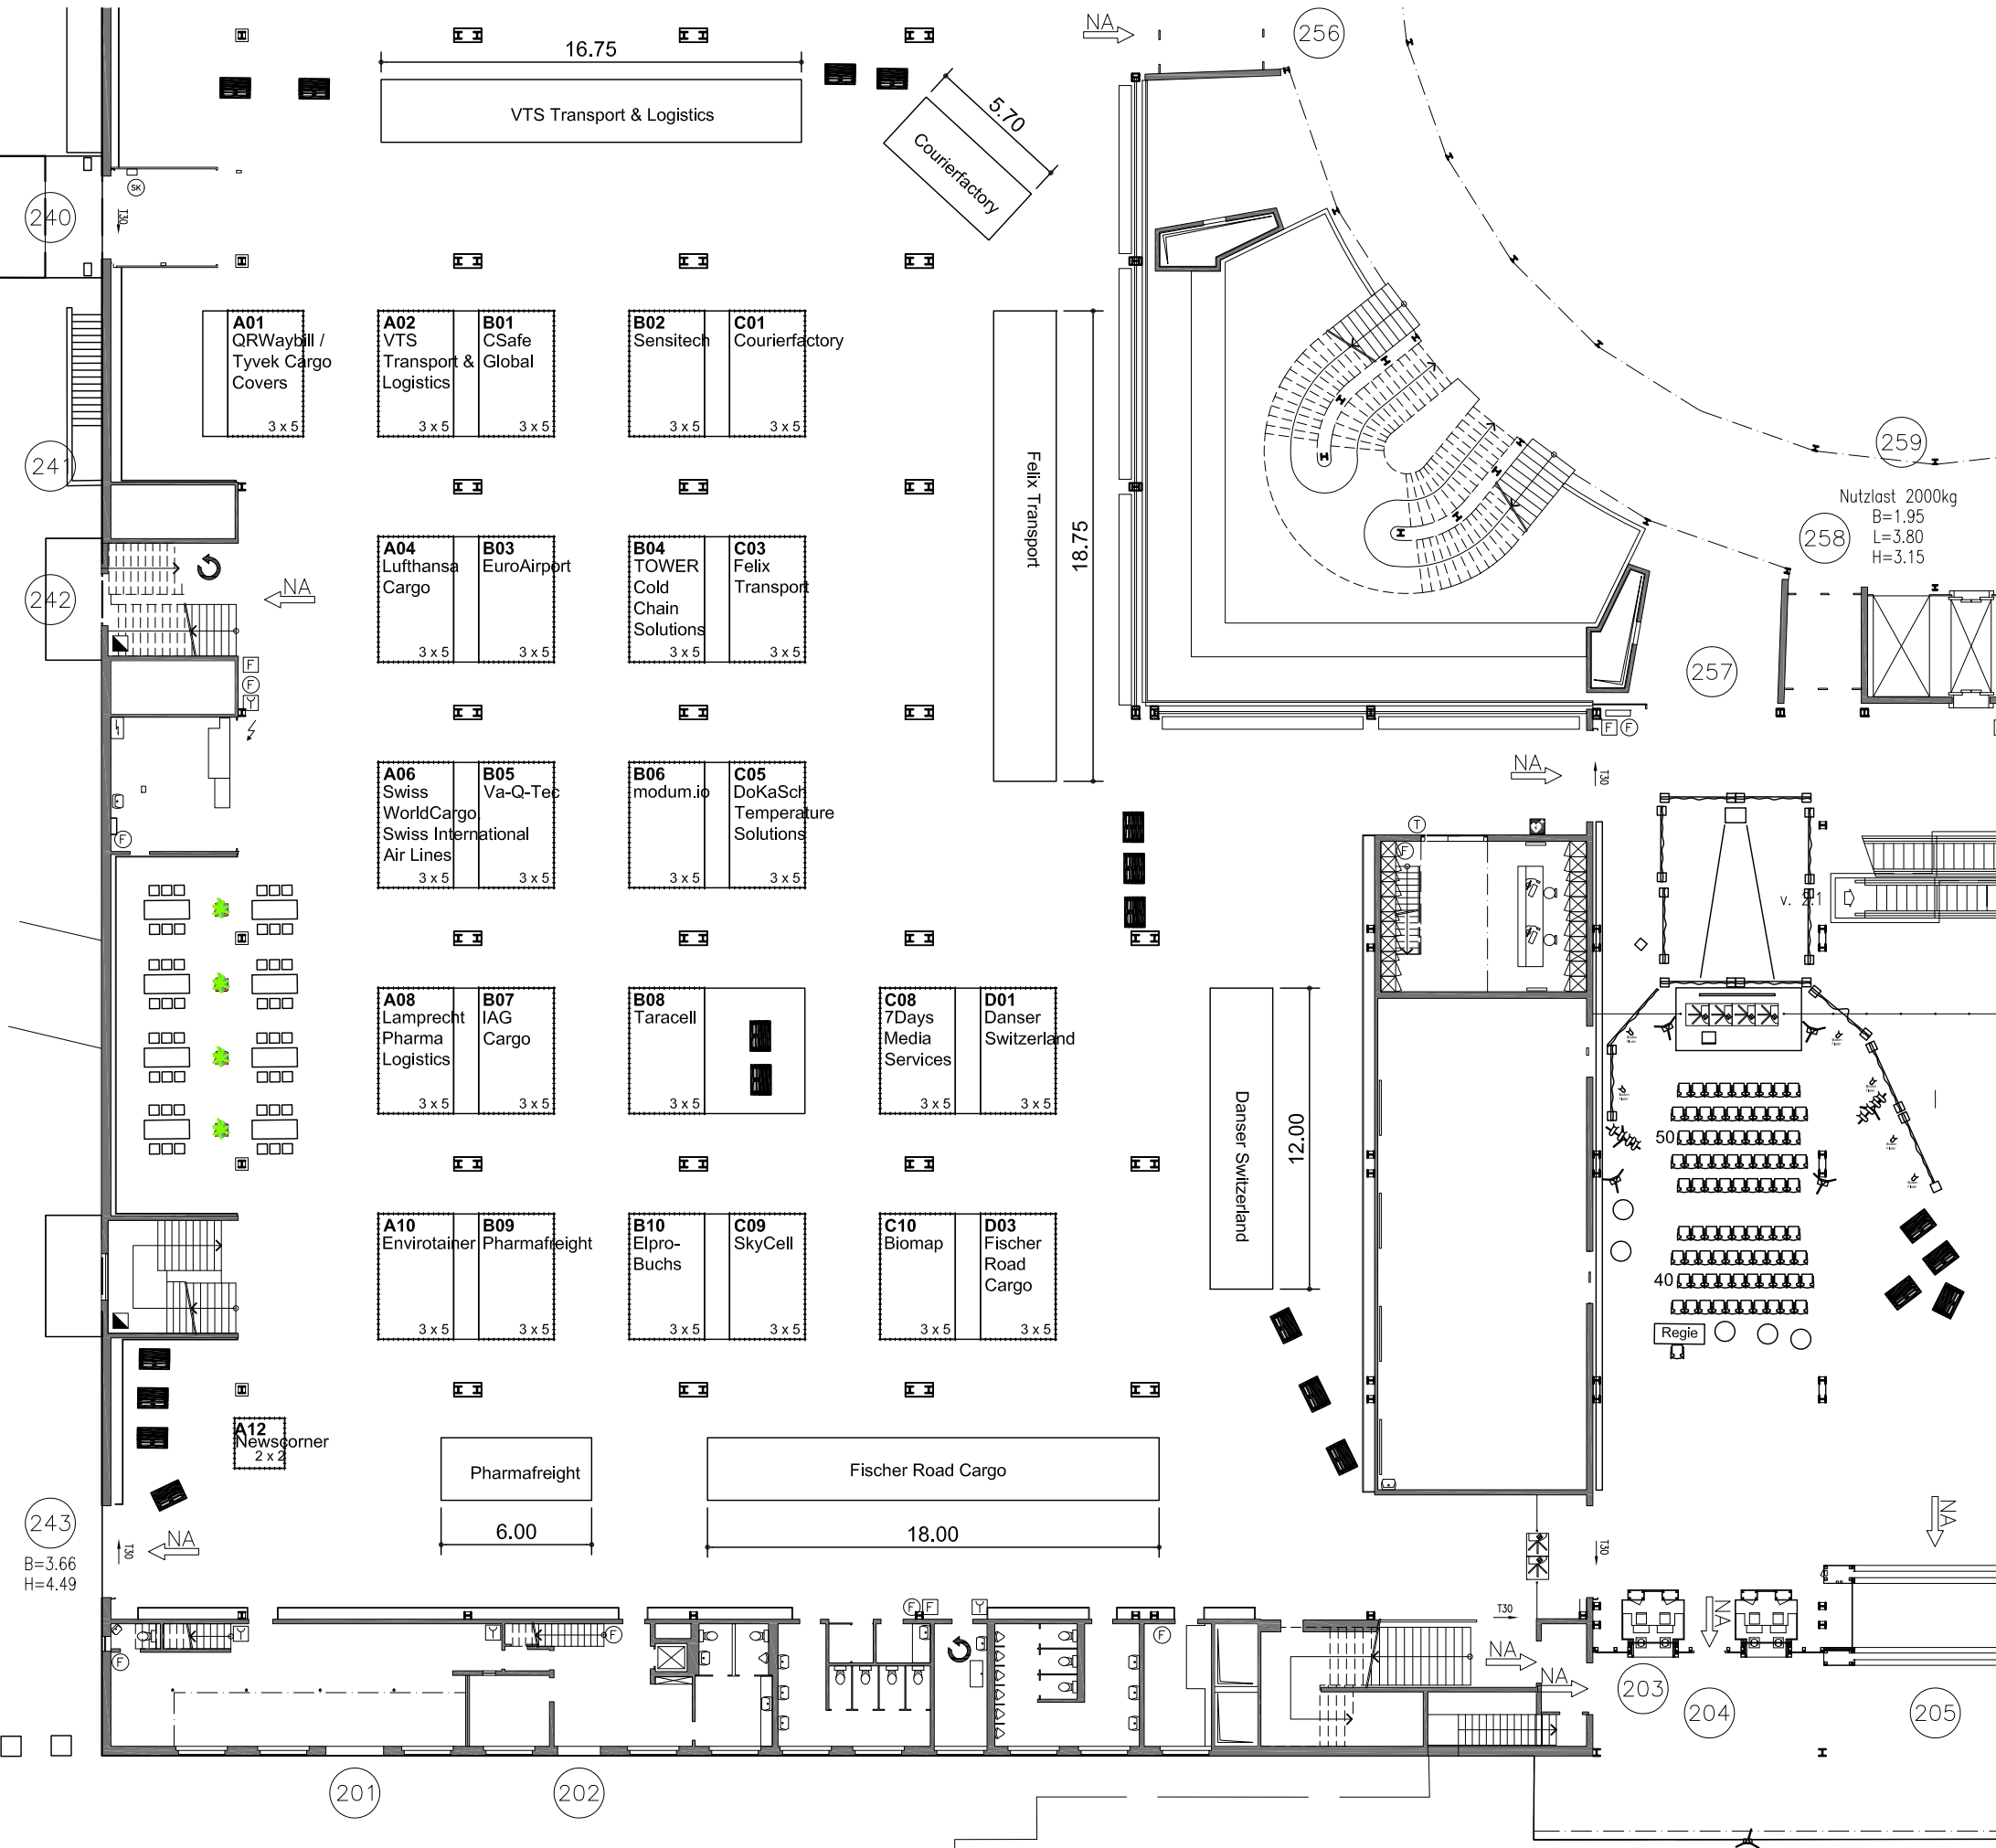 NA
256
16.75
VTS Transport & Logistics
5.70
Courierfactory
SK
240
T30
A01
QRWaybill /
Tyvek Cargo
Covers
3 x 5
A02
VTS
Transport &
Logistics
3 x 5
B01
CSafe
Global
3 x 5
B02
Sensitech
3 x 5
C01
Courierfactory
3 x 5
Felix Transport
18.75
241
259
Nutzlast 2000kg
B=1.95
L=3.80
H=3.15
258
242
NA
A04
Lufthansa
Cargo
3 x 5
B03
EuroAirport
3 x 5
B04
TOWER
Cold
Chain
Solutions
3 x 5
C03
Felix
Transport
3 x 5
257
F
F
Y
F
F
NA
T30
A06
Swiss
WorldCargo,
Swiss International
Air Lines
3 x 5
B05
Va-Q-Tec
3 x 5
B06
modum.io
3 x 5
C05
DoKaSch
Temperature
Solutions
3 x 5
F
T
F
A08
Lamprecht
Pharma
Logistics
3 x 5
B07
IAG
Cargo
3 x 5
B08
Taracell
3 x 5
C08
7Days
Media
Services
3 x 5
D01
Danser
Switzerland
3 x 5
Danser Switzerland
12.00
50
40
Regie
A10
Envirotainer
3 x 5
B09
Pharmafreight
3 x 5
B10
Elpro-
Buchs
3 x 5
C09
SkyCell
3 x 5
C10
Biomap
3 x 5
D03
Fischer
Road
Cargo
3 x 5
A12
Newscorner
2 x 2
Pharmafreight
6.00
Fischer Road Cargo
18.00
243
B=3.66
H=4.49
T30
NA
T30
NA
F
F
Y
Y
Y
F
F
F
T30
NA
NA
NA
203
204
205
201
202